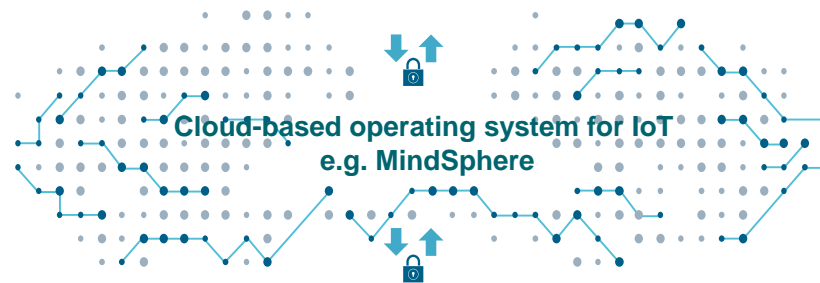 Cloud-based operating system for IoT
e.g. MindSphere